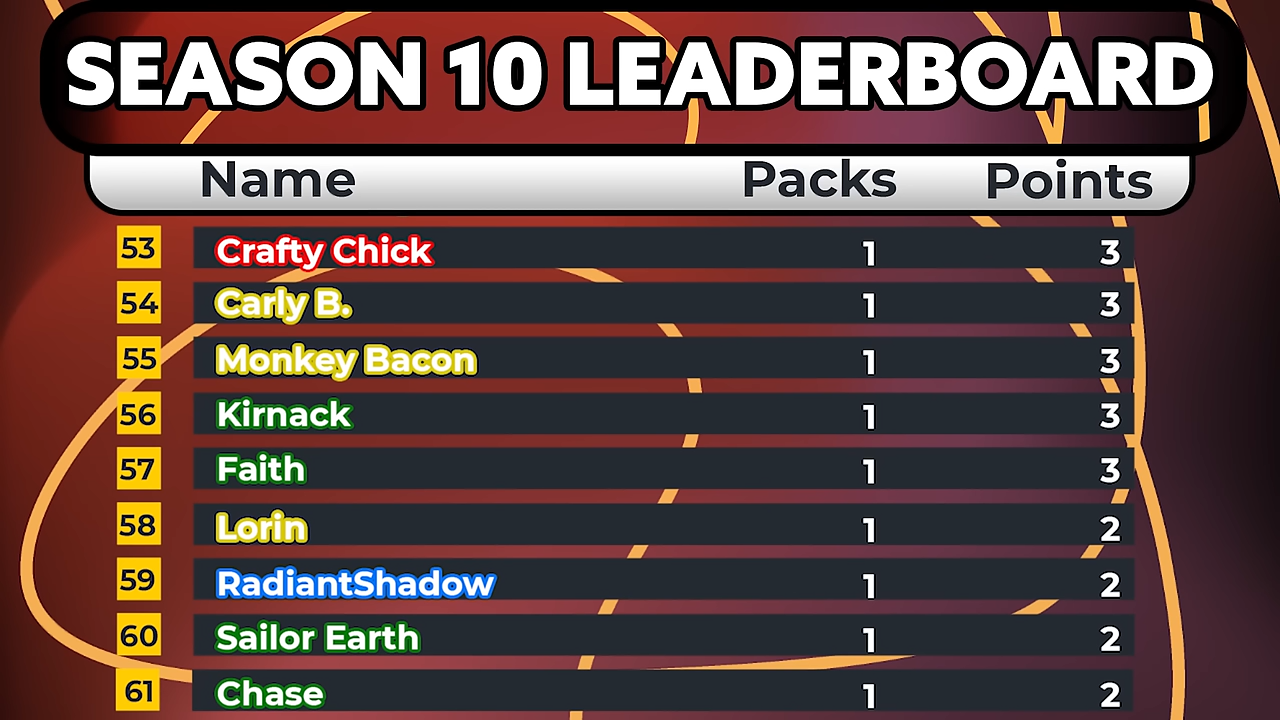 SEASON 10 LEADERBOARD
Name Packs Points
53 Crafty Chick 1 3
54 Carly B. 1 3
55 Monkey Bacon 1 3
56 Kirnack 1 3
57 Faith 1 3
58 Lorin 1 2
59 RadiantShadow 1 2
60 Sailor Earth 1 2
61 Chase 1 2